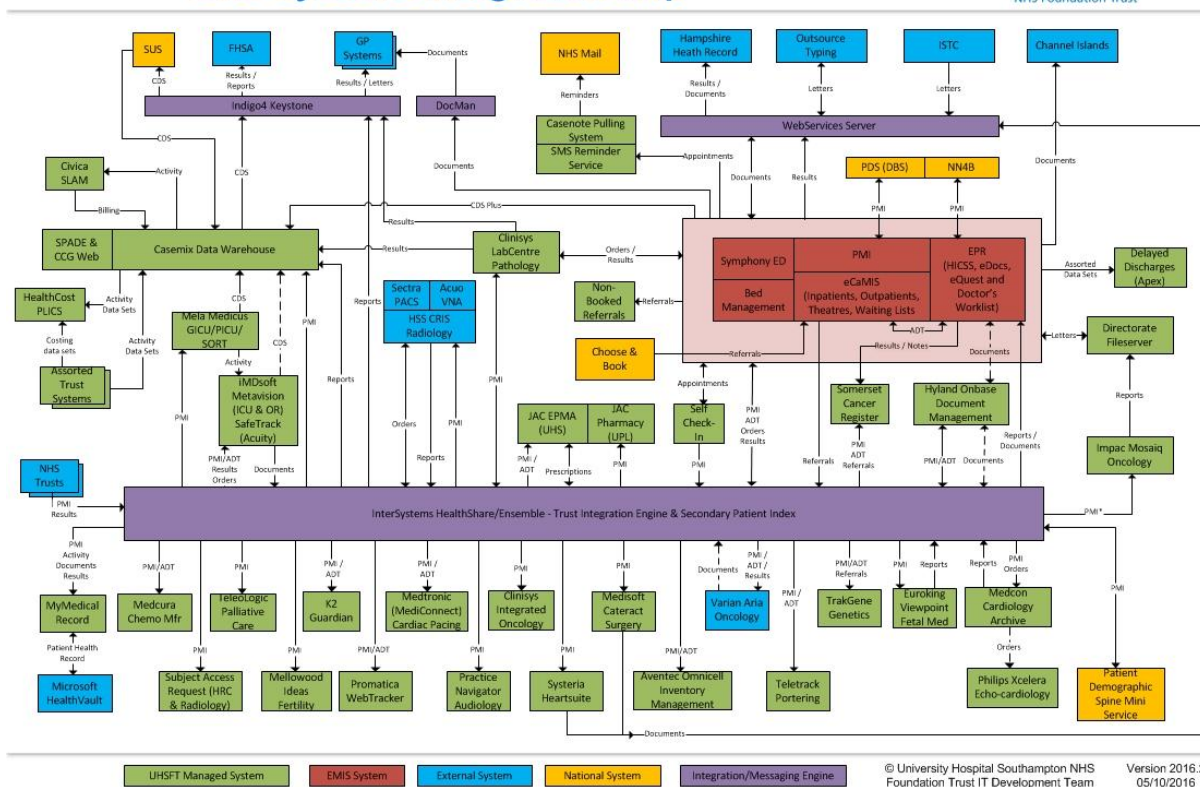 NHS Foundation Trust
SUS
FHSA
GP
Systems
Documents
NHS Mail
Hampshire
Heath Record
Outsource
Typing
ISTC
Channel Islands
CDS
Results /
Reports
Results / Letters
Reminders
Results /
Documents
Letters
Letters
Indigo4 Keystone
DocMan
Casenote Pulling
System
SMS Reminder
Service
WebServices Server
CDS
Appointments
Documents
Documents
Documents
Results
Civica
SLAM
Activity
PDS (DBS)
NN4B
Billing
CDS
CDS Plus
PMI
PMI
Results
SPADE &
CCG Web
Casemix Data Warehouse
Results
Clinisys
LabCentre
Pathology
Orders /
Results
Symphony ED
PMI
EPR
(HICSS, eDocs,
eQuest and
Doctor's
Worklist)
Assorted
Data Sets
Delayed
Discharges
(Apex)
Sectra
PACS
Acuo
VNA
Bed
Management
eCaMIS
(Inpatients, Outpatients,
Theatres, Waiting Lists)
HealthCost
PLICS
Activity
Data Sets
CDS
Reports
HSS CRIS
Radiology
Non-
Booked
Referrals
Referrals
Mela Medicus
GICU/PICU/
SORT
PMI
CDS
ADT
Letters
Directorate
Fileserver
Costing
data sets
Activity
Data Sets
Choose &
Book
Referrals
Results / Notes
Documents
Assorted
Trust
Systems
Activity
iMDsoft
Metavision
(ICU & OR)
SafeTrack
(Acuity)
Reports
PMI
Appointments
Somerset
Cancer
Register
Hyland Onbase
Document
Management
Reports
PMI
Orders
PMI
JAC EPMA
(UHS)
JAC
Pharmacy
(UPL)
Self
Check-
In
PMI
ADT
Orders
Results
Reports /
Documents
Impac Mosaiq
Oncology
NHS
Trusts
PMI/ADT
Results
Orders
Documents
Reports
PMI /
ADT
Prescriptions
PMI
PMI
Referrals
PMI
ADT
Referrals
PMI/ADT
Documents
PMI
Results
InterSystems HealthShare/Ensemble - Trust Integration Engine & Secondary Patient Index
PMI*
PMI
Activity
Documents
Results
PMI/ADT
PMI
PMI
PMI
PMI /
ADT
PMI/ADT
PMI /
ADT
PMI
PMI
PMI
PMI
PMI/ADT
Documents
PMI /
ADT /
Results
PMI /
ADT
PMI/ADT
Referrals
PMI
Reports
Reports
PMI
Orders
PMI
MyMedical
Record
Medcura
Chemo Mfr
TeleoLogic
Palliative
Care
K2
Guardian
Medtronic
(MediConnect)
Cardiac Pacing
Clinisys
Integrated
Oncology
Medisoft
Cateract
Surgery
Varian Aria
Oncology
TrakGene
Genetics
Euroking
Viewpoint
Fetal Med
Medcon
Cardiology
Archive
Patient Health
Record
Orders
Microsoft
HealthVault
Subject Access
Request (HRC
& Radiology)
Mellowood
Ideas
Fertility
Promatica
WebTracker
Practice
Navigator
Audiology
Systeria
Heartsuite
Aventec Omnicell
Inventory
Management
Teletrack
Portering
Philips Xcelera
Echo-cardiology
Patient
Demographic
Spine Mini
Service
Documents
UHSFT Managed System
EMIS System
External System
National System
Integration/Messaging Engine
© University Hospital Southampton NHS
Foundation Trust IT Development Team
Version 2016.
05/10/2016